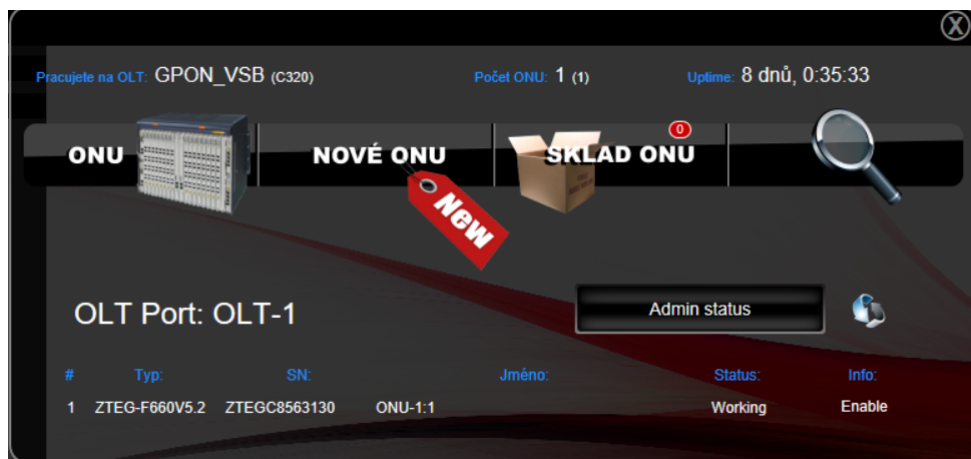 X
Pracujete na OLT: GPON_VSB (C320) Počet ONU: 1 (1) Uptime: 8 dnů, 0:35:33
ONU NOVÉ ONU SKLAD ONU 0
New
OLT Port: OLT-1 Admin status
# Typ: SN: Jméno: Status: Info:
1 ZTEG-F660V5.2 ZTEGC8563130 ONU-1:1 Working Enable